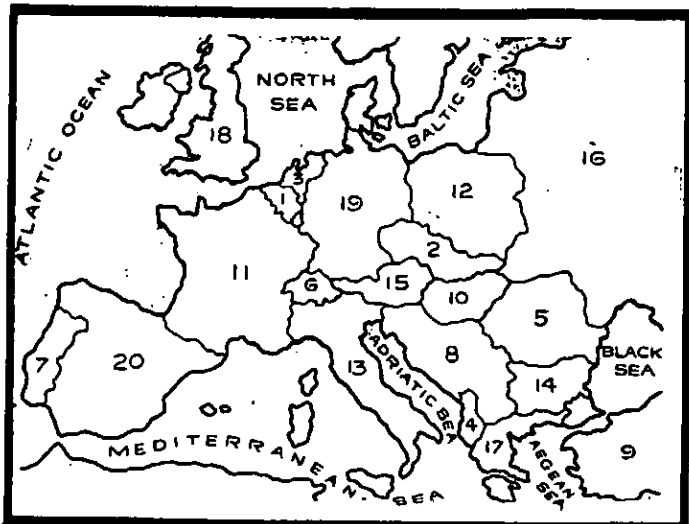 NORTH
SEA
BALTIC SEA
ATLANTIC OCEAN
18
16
3
1
19
12
2
11
6
15
10
5
7
20
13
ADRIATIC BEA
8
BLACK
SEA
14
4
17
9
MEDITERRANEAN. SEA
AEGEAN
SEA